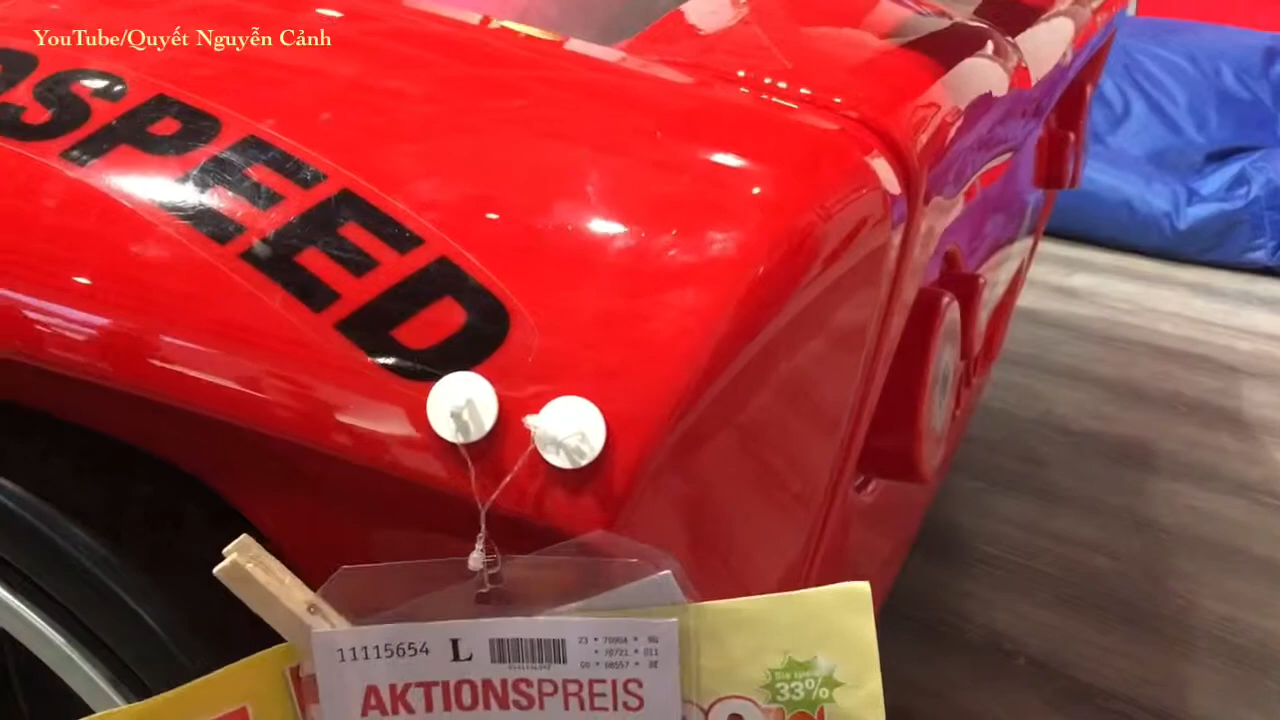 YouTube/Quyết Nguyễn Cảnh
SPEED
11115654 L
AKTIONSPREIS
33%